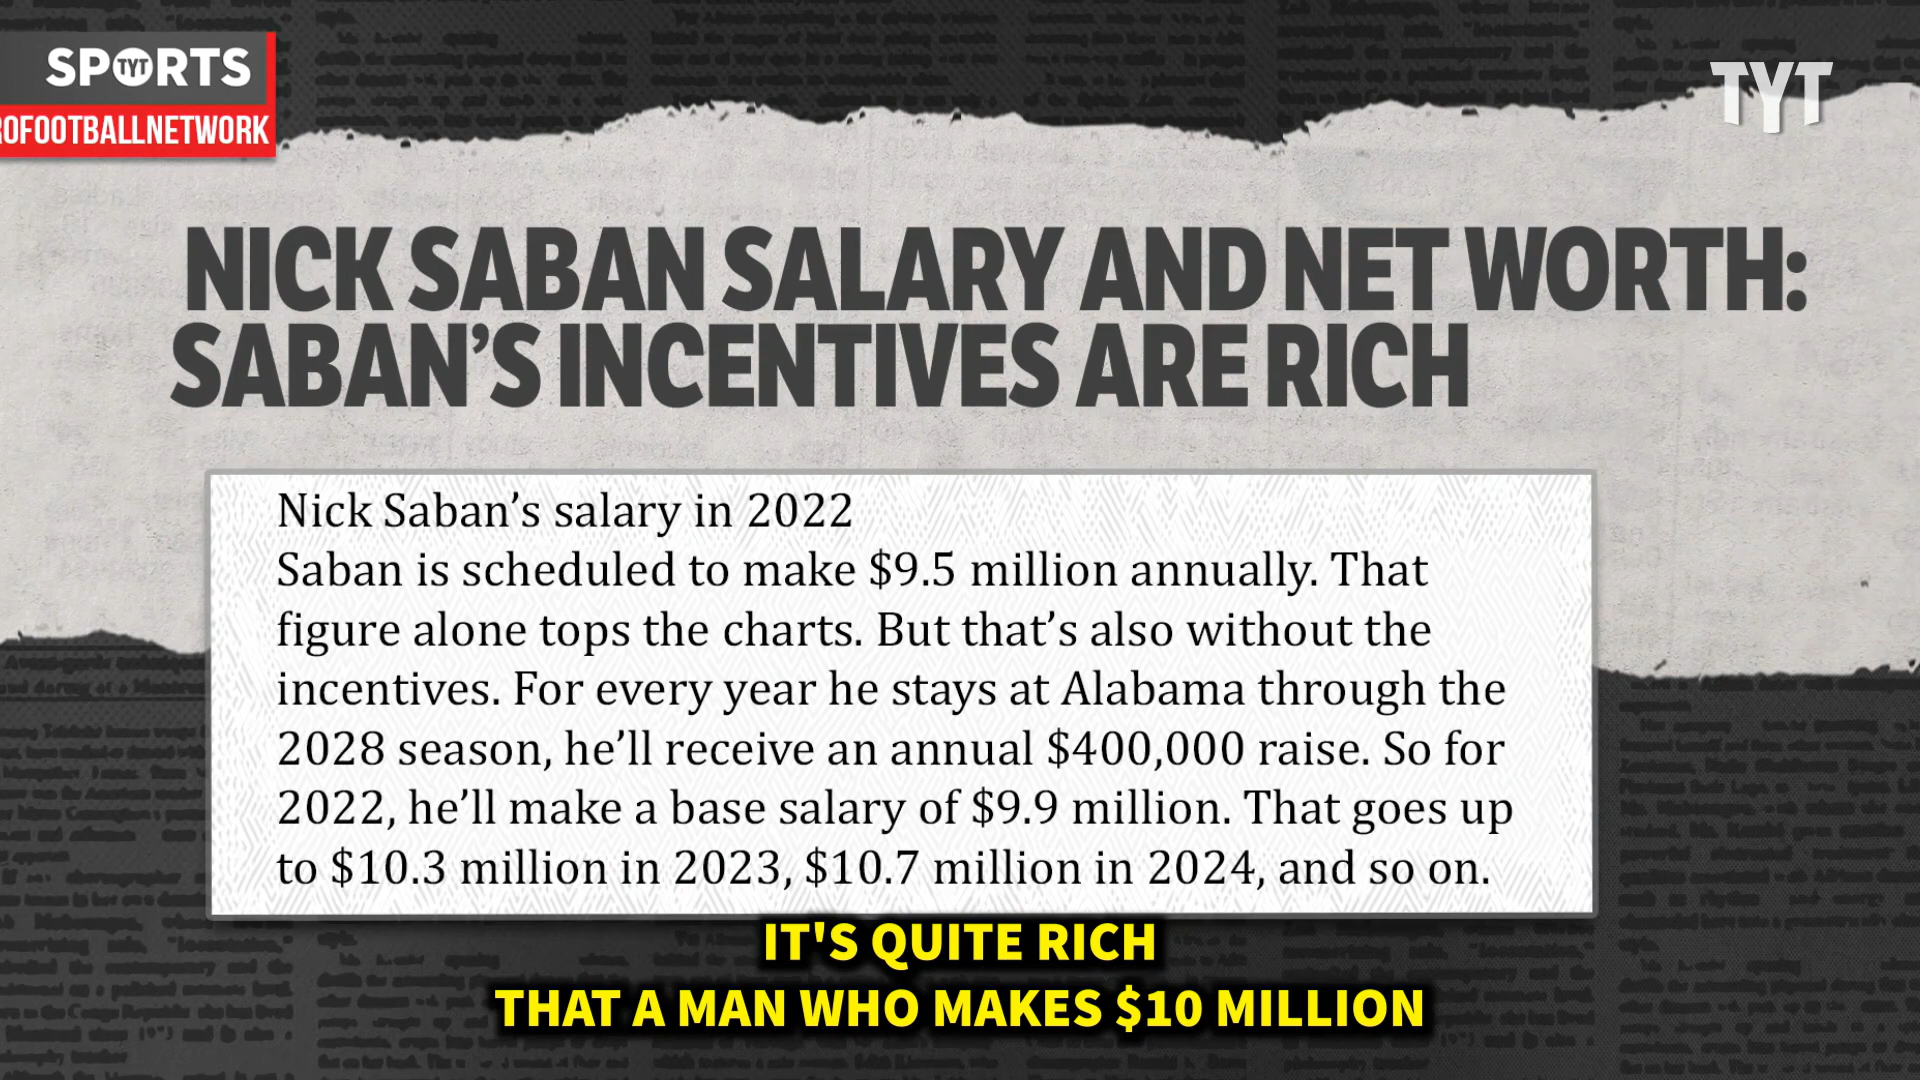 SPORTS
TYT
ROFOOTBALLNETWORK
TYT
NICK SABAN SALARY AND NET WORTH:
SABAN’S INCENTIVES ARE RICH
Nick Saban’s salary in 2022
Saban is scheduled to make $9.5 million annually. That
figure alone tops the charts. But that’s also without the
incentives. For every year he stays at Alabama through the
2028 season, he’ll receive an annual $400,000 raise. So for
2022, he’ll make a base salary of $9.9 million. That goes up
to $10.3 million in 2023, $10.7 million in 2024, and so on.
IT'S QUITE RICH
THAT A MAN WHO MAKES $10 MILLION